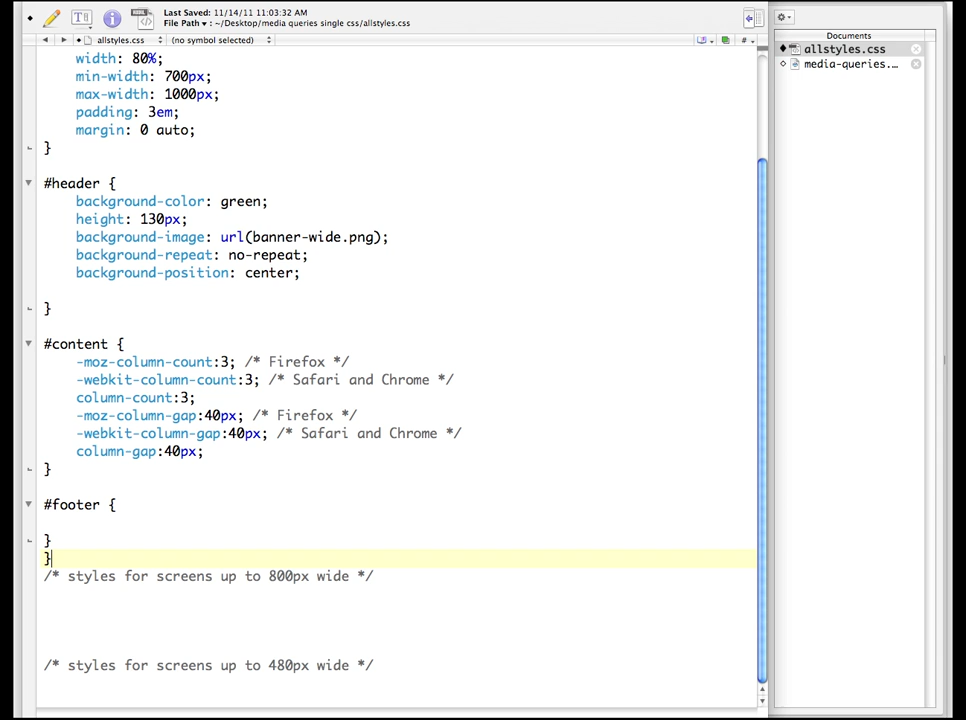 Last Saved: 11/14/11 11:03:32 AM
File Path ▾ : ~/Desktop/media queries single css/allstyles.css
allstyles.css
(no symbol selected)
Documents
allstyles.css
media-queries....
width: 80%;
min-width: 700px;
max-width: 1000px;
padding: 3em;
margin: 0 auto;
}
#header {
background-color: green;
height: 130px;
background-image: url(banner-wide.png);
background-repeat: no-repeat;
background-position: center;
}
#content {
-moz-column-count:3; /* Firefox */
-webkit-column-count:3; /* Safari and Chrome */
column-count:3;
-moz-column-gap:40px; /* Firefox */
-webkit-column-gap:40px; /* Safari and Chrome */
column-gap:40px;
}
#footer {
}
}
/* styles for screens up to 800px wide */
/* styles for screens up to 480px wide */